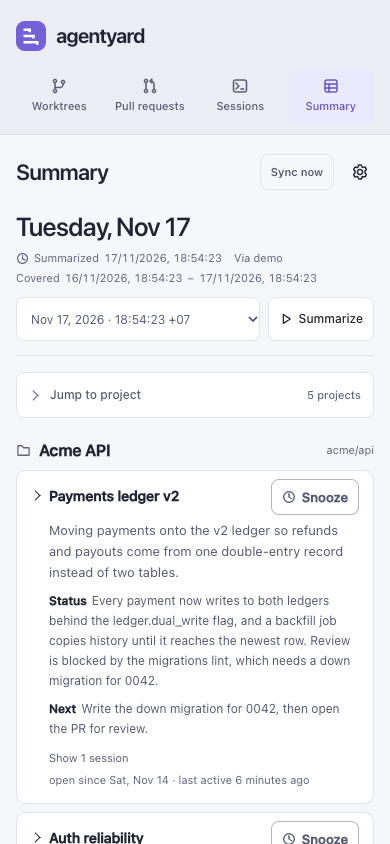 agentyard
Worktrees
Pull requests
Sessions
Summary
Summary
Sync now
Tuesday, Nov 17
Summarized 17/11/2026, 18:54:23 Via demo
Covered 16/11/2026, 18:54:23 – 17/11/2026, 18:54:23
Nov 17, 2026 · 18:54:23 +07
Summarize
Jump to project
5 projects
Acme API
acme/api
Payments ledger v2
Snooze
Moving payments onto the v2 ledger so refunds
and payouts come from one double-entry record
instead of two tables.
Status Every payment now writes to both ledgers
behind the ledger.dual_write flag, and a backfill job
copies history until it reaches the newest row. Review
is blocked by the migrations lint, which needs a down
migration for 0042.
Next Write the down migration for 0042, then open
the PR for review.
Show 1 session
open since Sat, Nov 14 · last active 6 minutes ago
Auth reliability
Snooze